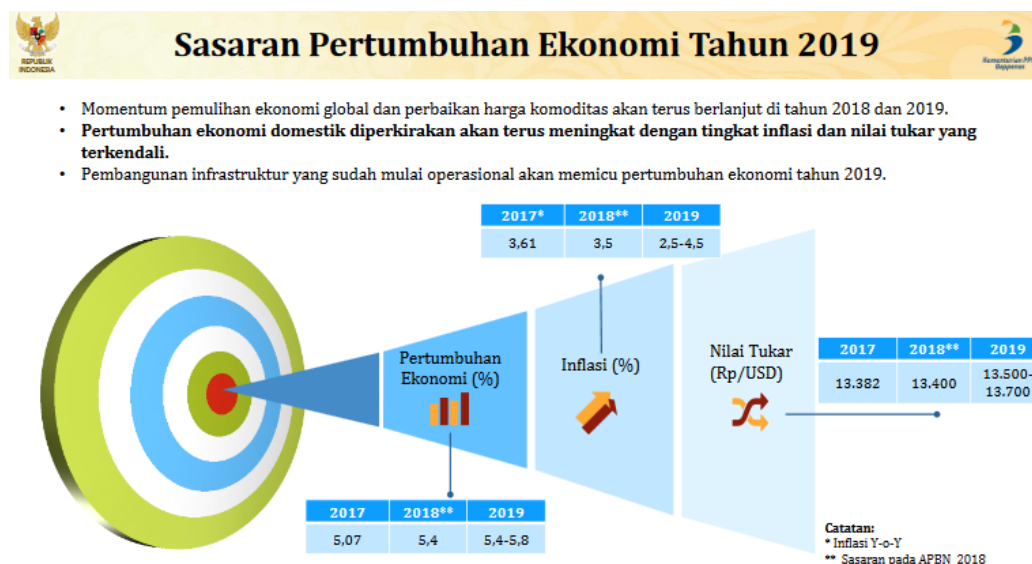 REPUBLIK
INDONESIA
Sasaran Pertumbuhan Ekonomi Tahun 2019
Kementerian PPN
Bappenas
• Momentum pemulihan ekonomi global dan perbaikan harga komoditas akan terus berlanjut di tahun 2018 dan 2019.
• Pertumbuhan ekonomi domestik diperkirakan akan terus meningkat dengan tingkat inflasi dan nilai tukar yang
terkendali.
• Pembangunan infrastruktur yang sudah mulai operasional akan memicu pertumbuhan ekonomi tahun 2019.
2017* 2018** 2019
3,61 3,5 2,5-4,5
Pertumbuhan
Ekonomi (%)
Inflasi (%)
Nilai Tukar
(Rp/USD)
2017 2018** 2019
13.382 13.400 13.500-
13.700
2017 2018** 2019
5,07 5,4 5,4-5,8
Catatan:
* Inflasi Y-o-Y
** Sasaran pada APBN 2018